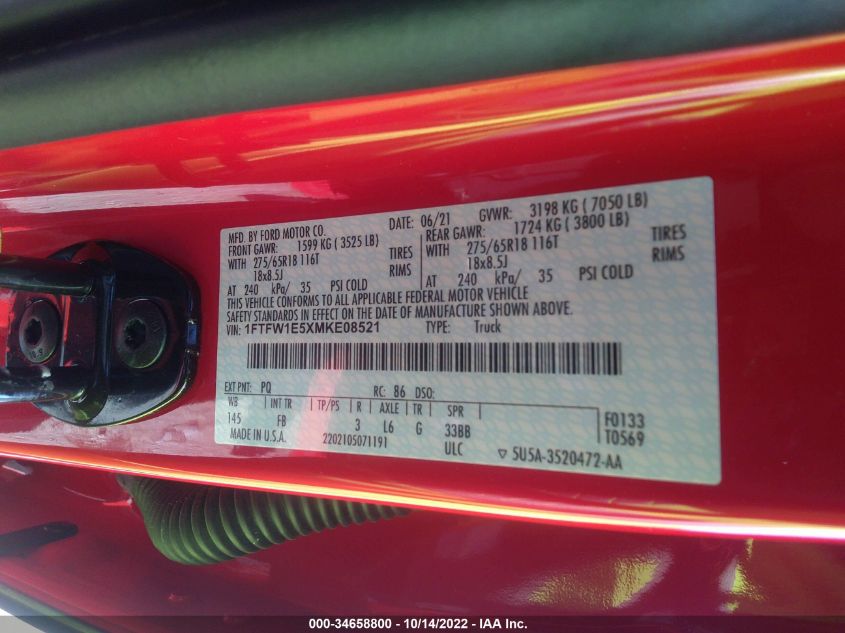 MFD. BY FORD MOTOR CO.
DATE: 06/21 GVWR: 3198 KG ( 7050 LB)
FRONT GAWR: 1599 KG ( 3525 LB)
REAR GAWR: 1724 KG ( 3800 LB)
WITH 275/65R18 116T TIRES
WITH 275/65R18 116T TIRES
18x8.5J RIMS
18x8.5J RIMS
AT 240 kPa/ 35 PSI COLD
AT 240 kPa/ 35 PSI COLD
THIS VEHICLE CONFORMS TO ALL APPLICABLE FEDERAL MOTOR VEHICLE
SAFETY STANDARDS IN EFFECT ON THE DATE OF MANUFACTURE SHOWN ABOVE.
VIN: 1FTFW1E5XMKE08521 TYPE: Truck
EXT PNT: PQ RC: 86 DSO:
WB INT TR TP/PS R AXLE TR SPR
145 FB 3 L6 G 33BB
F0133
T0569
MADE IN U.S.A. 2202105071191 ULC
▽ 5U5A-3520472-AA
10.9
000-34658800 - 10/14/2022 - IAA Inc.